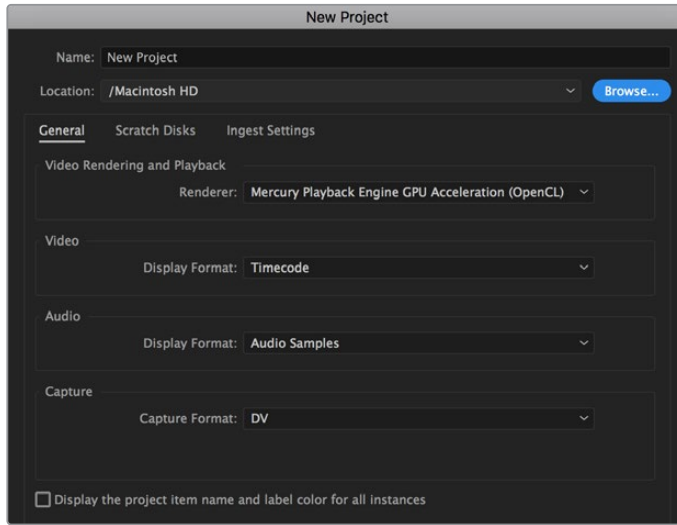 New Project
Name: New Project
Location: /Macintosh HD Browse...
General Scratch Disks Ingest Settings
Video Rendering and Playback
Renderer: Mercury Playback Engine GPU Acceleration (OpenCL)
Video
Display Format: Timecode
Audio
Display Format: Audio Samples
Capture
Capture Format: DV
Display the project item name and label color for all instances